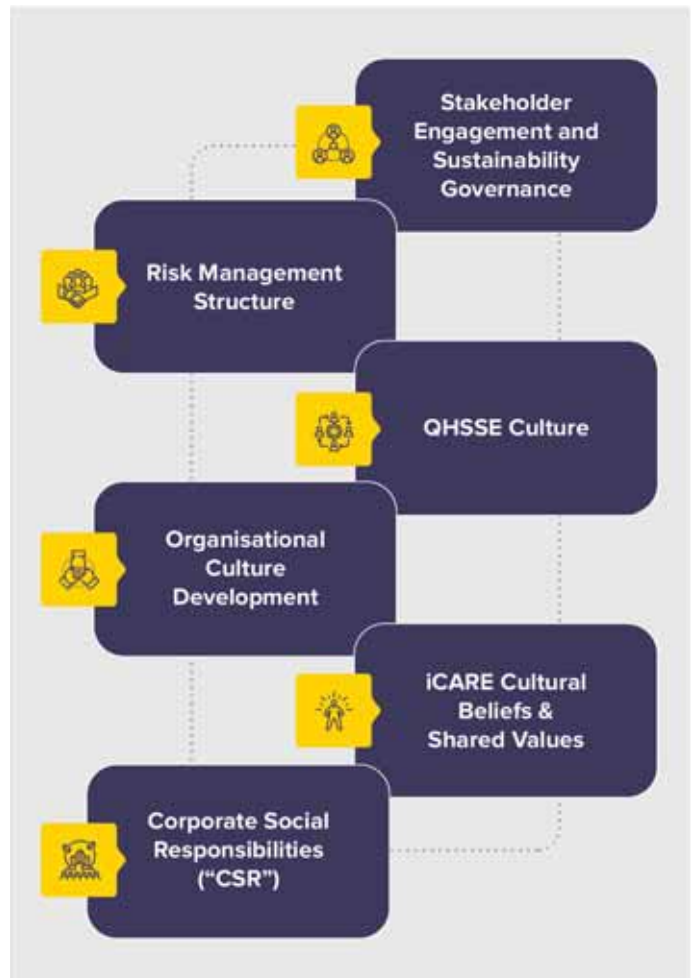 Stakeholder
Engagement and
Sustainability
Governance
Risk Management
Structure
QHSSE Culture
Organisational
Culture
Development
iCARE Cultural
Beliefs &
Shared Values
Corporate Social
Responsibilities
(“CSR”)